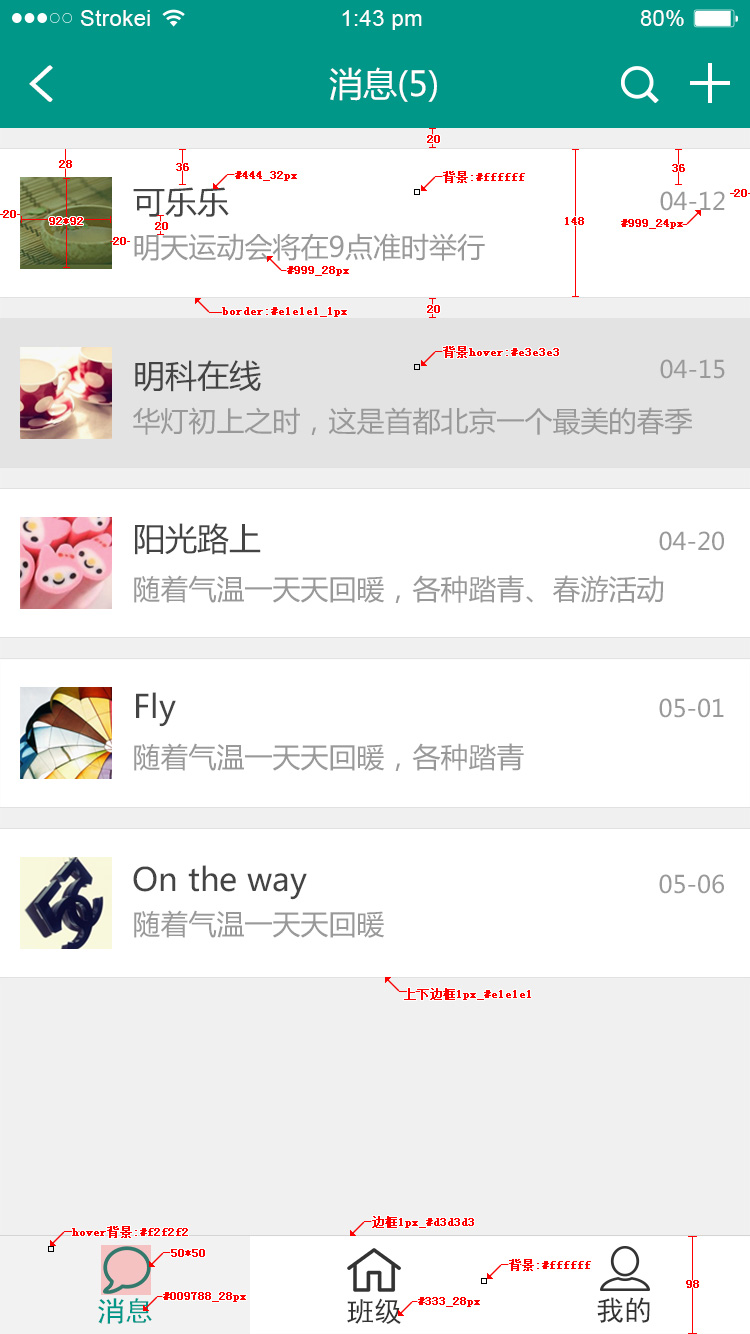 Strokei 1:43 pm 80%
消息(5)
20
28
36
#444_32px
背景:#ffffff
36
可乐乐
04-12
20
92*92
20
20
20
148
#999_24px
明天运动会将在9点准时举行
#999_28px
border:#e1e1e1_1px
20
背景hover:#e3e3e3
明科在线
04-15
华灯初上之时，这是首都北京一个最美的春季
阳光路上
04-20
随着气温一天天回暖，各种踏青、春游活动
Fly
05-01
随着气温一天天回暖，各种踏青
On the way
05-06
随着气温一天天回暖
上下边框1px_#e1e1e1
hover背景:#f2f2f2
边框1px_#d3d3d3
50*50
背景:#ffffff
98
#009788_28px
#333_28px
消息
班级
我的